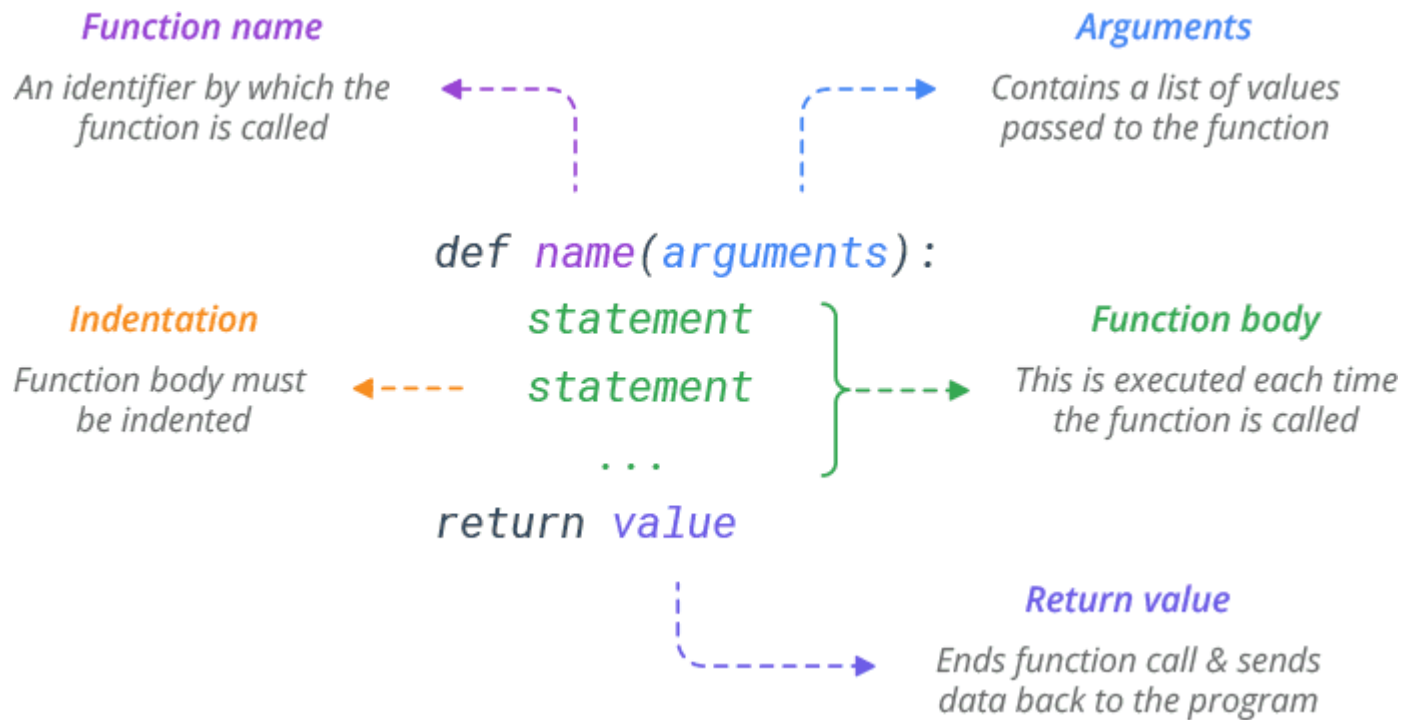 Function name
An identifier by which the
function is called
Arguments
Contains a list of values
passed to the function
def name(arguments):
Indentation
Function body must
be indented
statement
statement
...
Function body
This is executed each time
the function is called
return value
Return value
Ends function call & sends
data back to the program